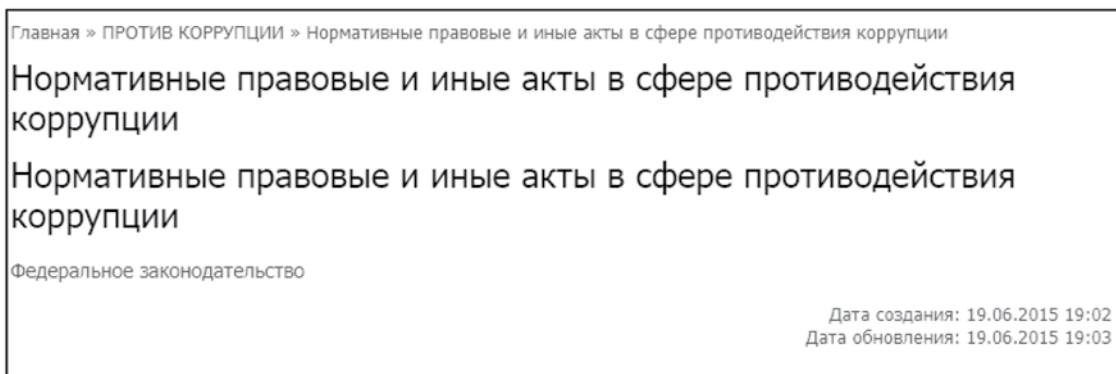 Главная » ПРОТИВ КОРРУПЦИИ » Нормативные правовые и иные акты в сфере противодействия коррупции
Нормативные правовые и иные акты в сфере противодействия
коррупции
Нормативные правовые и иные акты в сфере противодействия
коррупции
Федеральное законодательство
Дата создания: 19.06.2015 19:02
Дата обновления: 19.06.2015 19:03